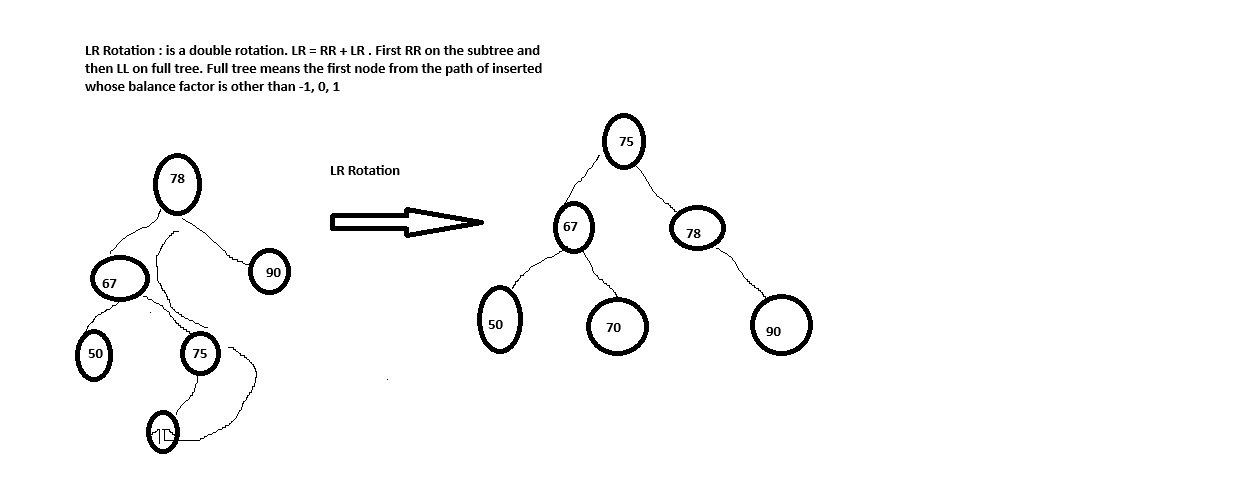 LR Rotation : is a double rotation. LR = RR + LR . First RR on the subtree and
then LL on full tree. Full tree means the first node from the path of inserted
whose balance factor is other than -1, 0, 1
LR Rotation
78
67
90
50
75
75
67
78
50
70
90